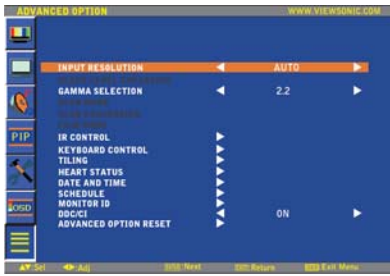 ADVANCED OPTION WWW.VIEWSONIC.COM
INPUT RESOLUTION AUTO
GAMMA SELECTION 2.2
PIP
IR CONTROL
KEYBOARD CONTROL
TILING
HEART STATUS
DATE AND TIME
SCHEDULE
MONITOR ID
OSD
DDC/CI ON
ADVANCED OPTION RESET
Sel Adj Next EXIT: Return Exit Menu